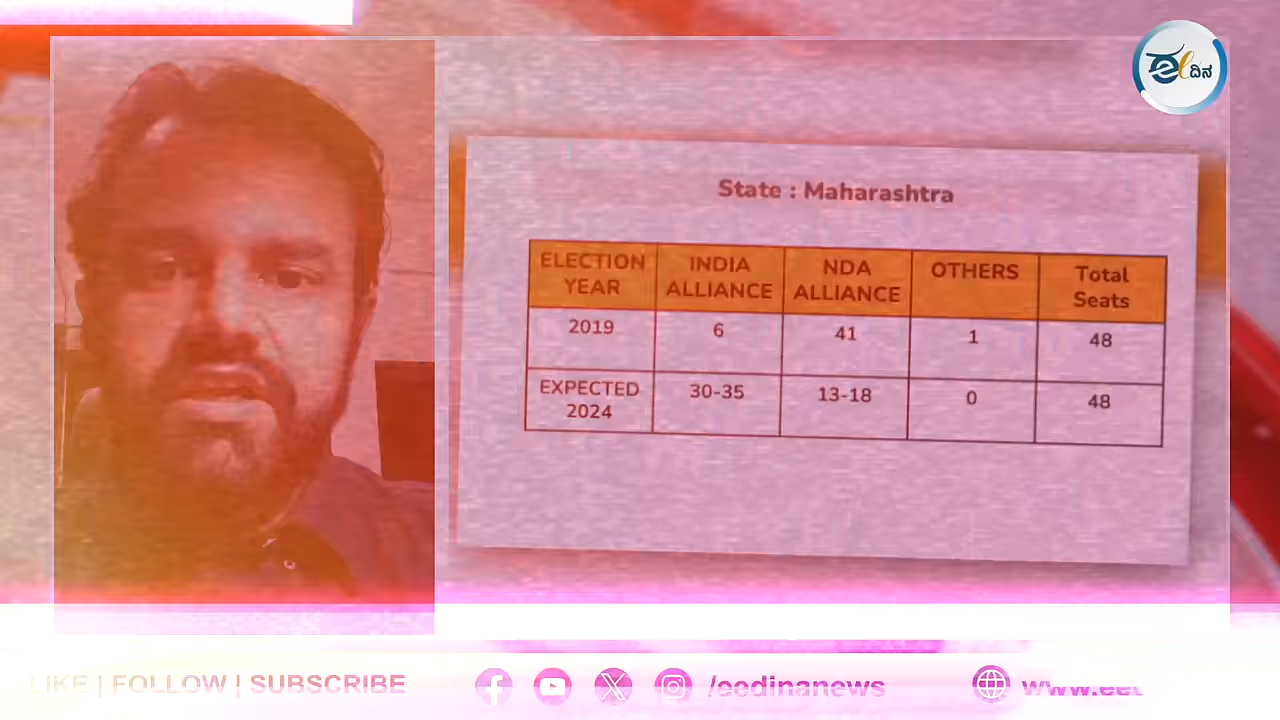 ಈ ದಿನ
State : Maharashtra
ELECTION YEAR INDIA ALLIANCE NDA ALLIANCE OTHERS Total Seats
2019 6 41 1 48
EXPECTED 2024 30-35 13-18 0 48
LIKE | FOLLOW | SUBSCRIBE /eedinanews